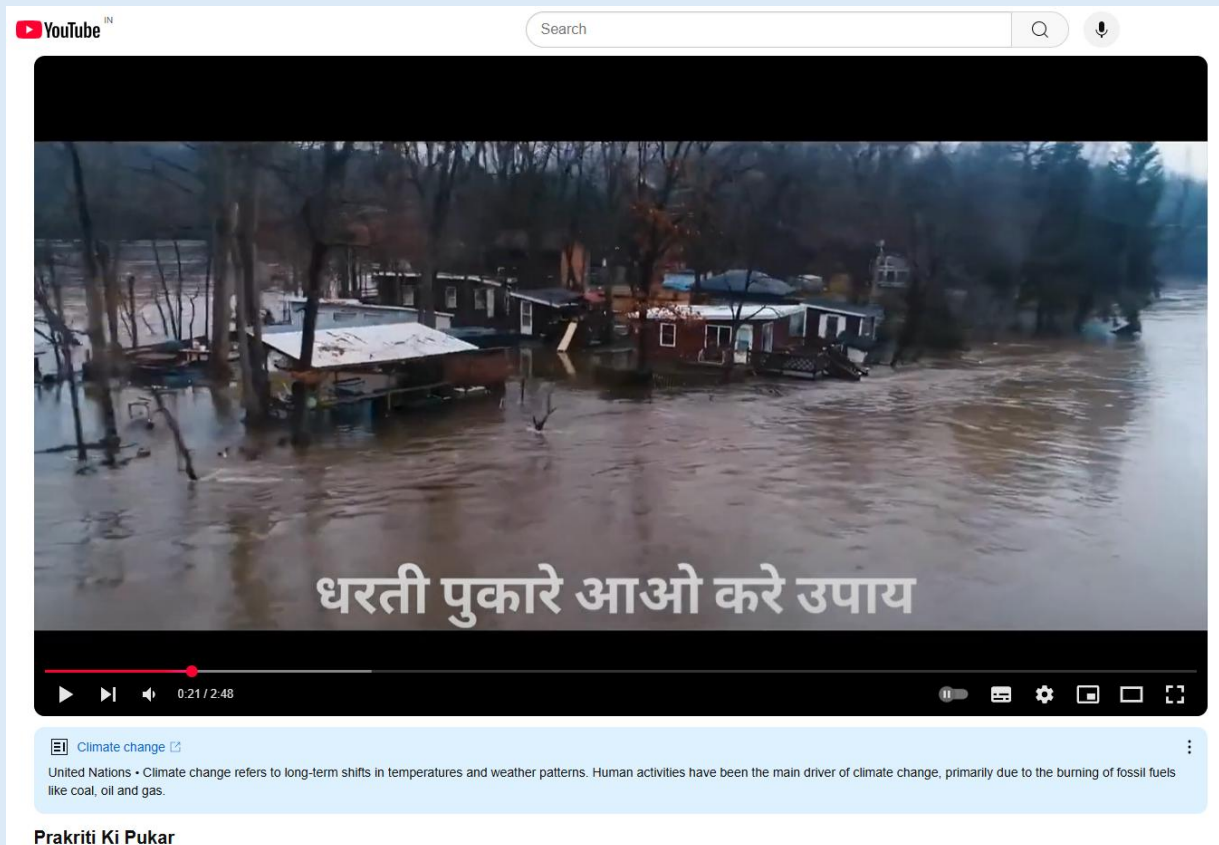 YouTube IN
Search
धरती पुकारे आओ करे उपाय
0:21 / 2:48
Climate change
United Nations • Climate change refers to long-term shifts in temperatures and weather patterns. Human activities have been the main driver of climate change, primarily due to the burning of fossil fuels
like coal, oil and gas.
Prakriti Ki Pukar